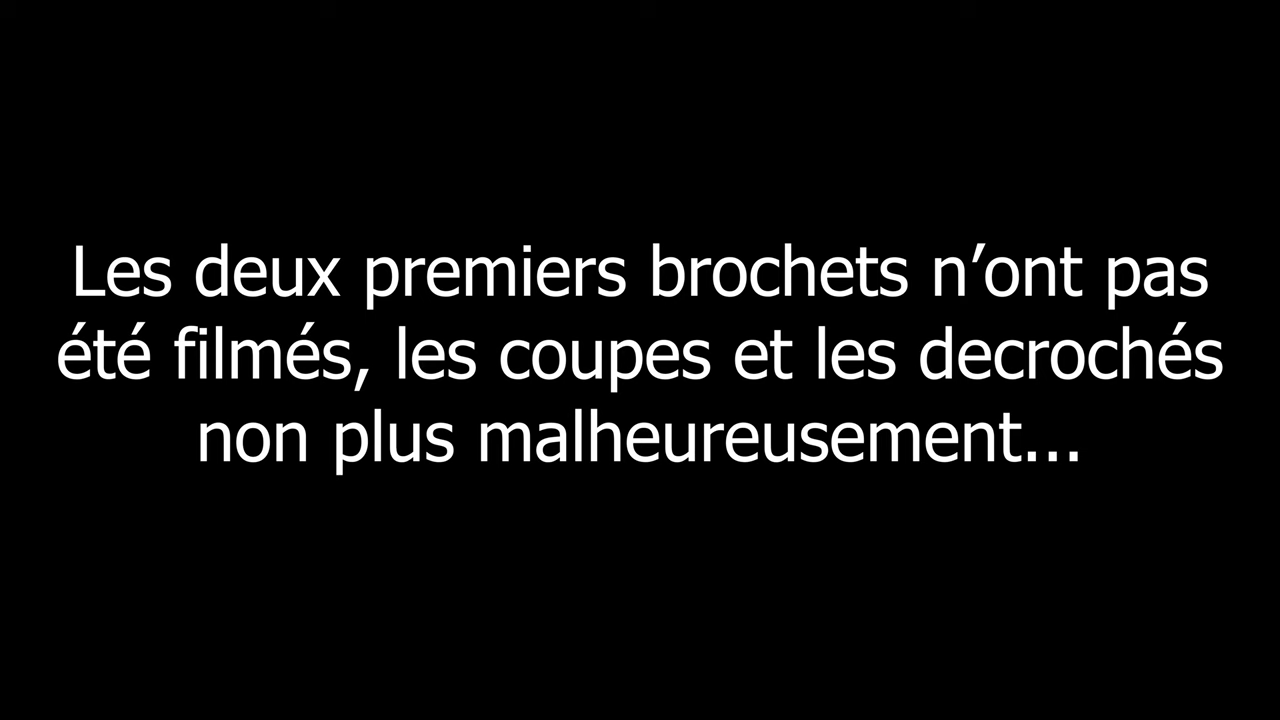 Les deux premiers brochets n’ont pas
été filmés, les coupes et les decrochés
non plus malheureusement...